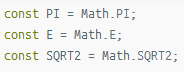 const PI = Math.PI;
const E = Math.E;
const SQRT2 = Math.SQRT2;